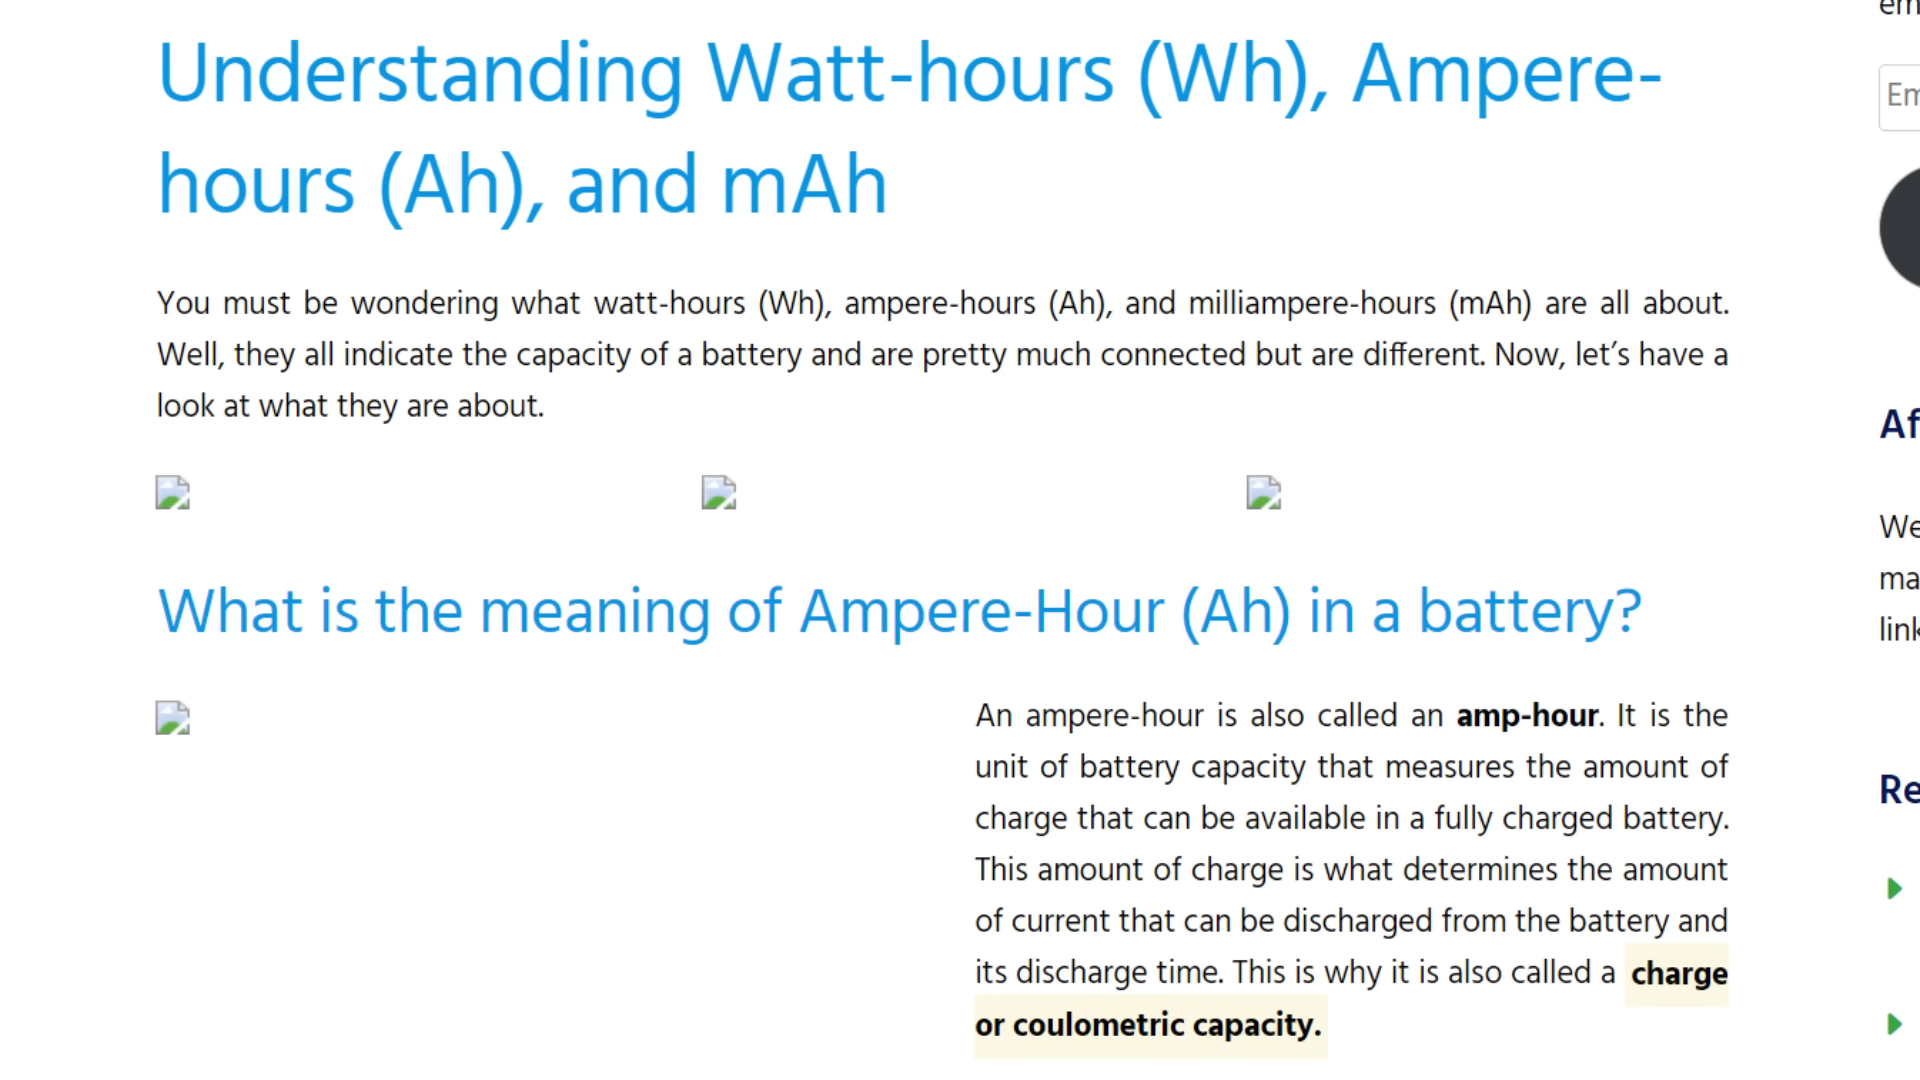 Understanding Watt-hours (Wh), Ampere-
hours (Ah), and mAh
You must be wondering what watt-hours (Wh), ampere-hours (Ah), and milliampere-hours (mAh) are all about.
Well, they all indicate the capacity of a battery and are pretty much connected but are different. Now, let’s have a
look at what they are about.
What is the meaning of Ampere-Hour (Ah) in a battery?
An ampere-hour is also called an amp-hour. It is the
unit of battery capacity that measures the amount of
charge that can be available in a fully charged battery.
This amount of charge is what determines the amount
of current that can be discharged from the battery and
its discharge time. This is why it is also called a charge
or coulometric capacity.
Em
Af
We
ma
link
Re